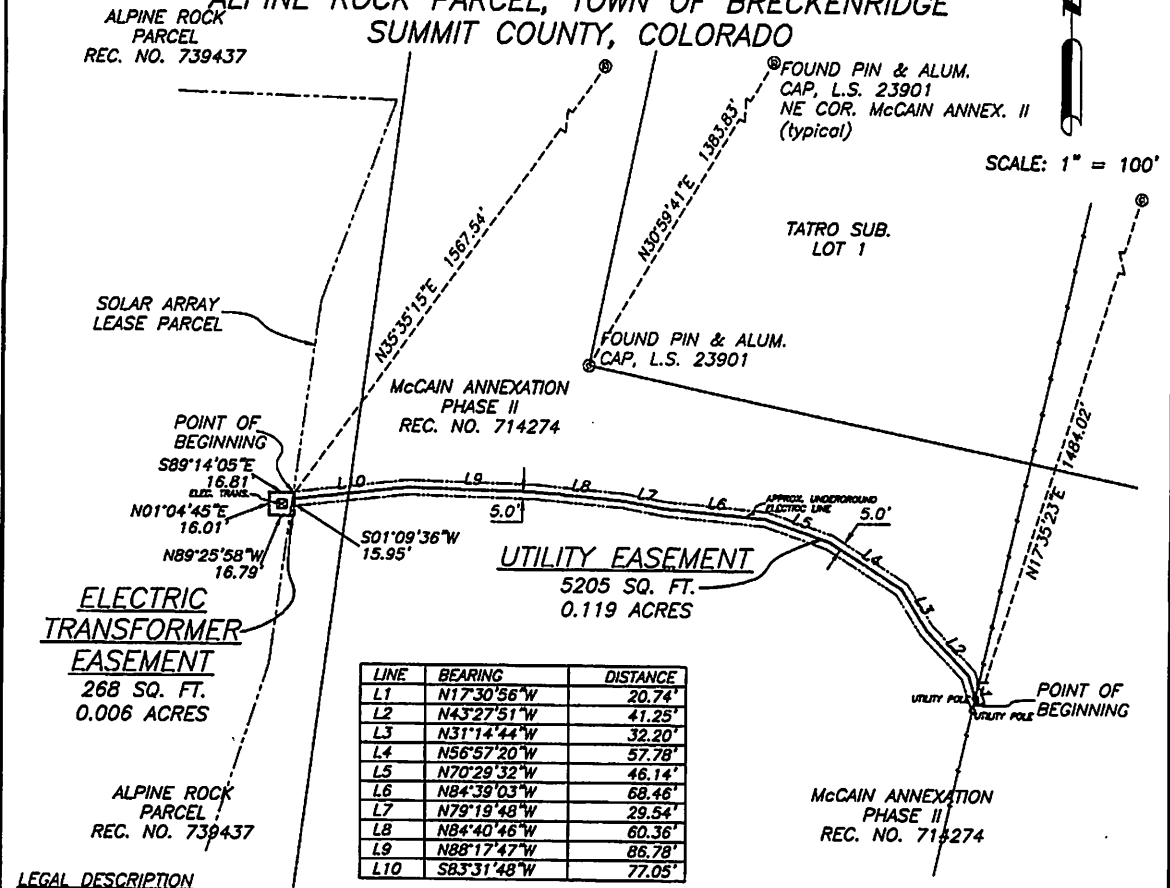 ALPINE ROCK PARCEL, TOWN OF BRECKENRIDGE
SUMMIT COUNTY, COLORADO
ALPINE ROCK
PARCEL
REC. NO. 739437
N
FOUND PIN & ALUM.
CAP, L.S. 23901
NE COR. McCAIN ANNEX. II
(typical)
SCALE: 1" = 100'
N35°35'15"E 1567.54'
N30°59'41"E 1383.83'
TATRO SUB.
LOT 1
SOLAR ARRAY
LEASE PARCEL
FOUND PIN & ALUM.
CAP, L.S. 23901
McCAIN ANNEXATION
PHASE II
REC. NO. 714274
N17°35'23"E 1484.02'
POINT OF
BEGINNING
S89°14'05"E
16.81'
ELEC. TRANS.
N01°04'45"E
16.01'
N89°25'58"W
16.79'
S01°09'36"W
15.95'
L10
L9
L8
L7
L6
L5
L4
L3
L2
L1
5.0'
APPROX. UNDERGROUND
ELECTRIC LINE
5.0'
UTILITY EASEMENT
5205 SQ. FT.
0.119 ACRES
ELECTRIC
TRANSFORMER
EASEMENT
268 SQ. FT.
0.006 ACRES
UTILITY POLE
UTILITY POLE
POINT OF
BEGINNING
LINE BEARING DISTANCE
L1 N17°30'56"W 20.74'
L2 N43°27'51"W 41.25'
L3 N31°14'44"W 32.20'
L4 N56°57'20"W 57.78'
L5 N70°29'32"W 46.14'
L6 N84°39'03"W 68.46'
L7 N79°19'48"W 29.54'
L8 N84°40'46"W 60.36'
L9 N88°17'47"W 86.78'
L10 S83°31'48"W 77.05'
ALPINE ROCK
PARCEL
REC. NO. 739437
McCAIN ANNEXATION
PHASE II
REC. NO. 714274
LEGAL DESCRIPTION